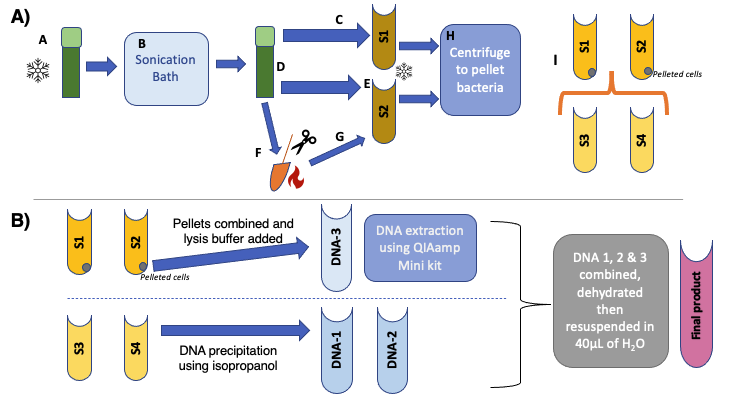 A)
A
B
Sonication
Bath
C
D
E
F
G
S1
S2
H
Centrifuge
to pellet
bacteria
I
S1
S2
Pelleted cells
S3
S4
B)
S1
S2
Pelleted cells
Pellets combined and
lysis buffer added
DNA-3
DNA extraction
using QIAamp
Mini kit
S3
S4
DNA precipitation
using isopropanol
DNA-1
DNA-2
DNA 1, 2 & 3
combined,
dehydrated
then
resuspended in
40µL of H₂O
Final product